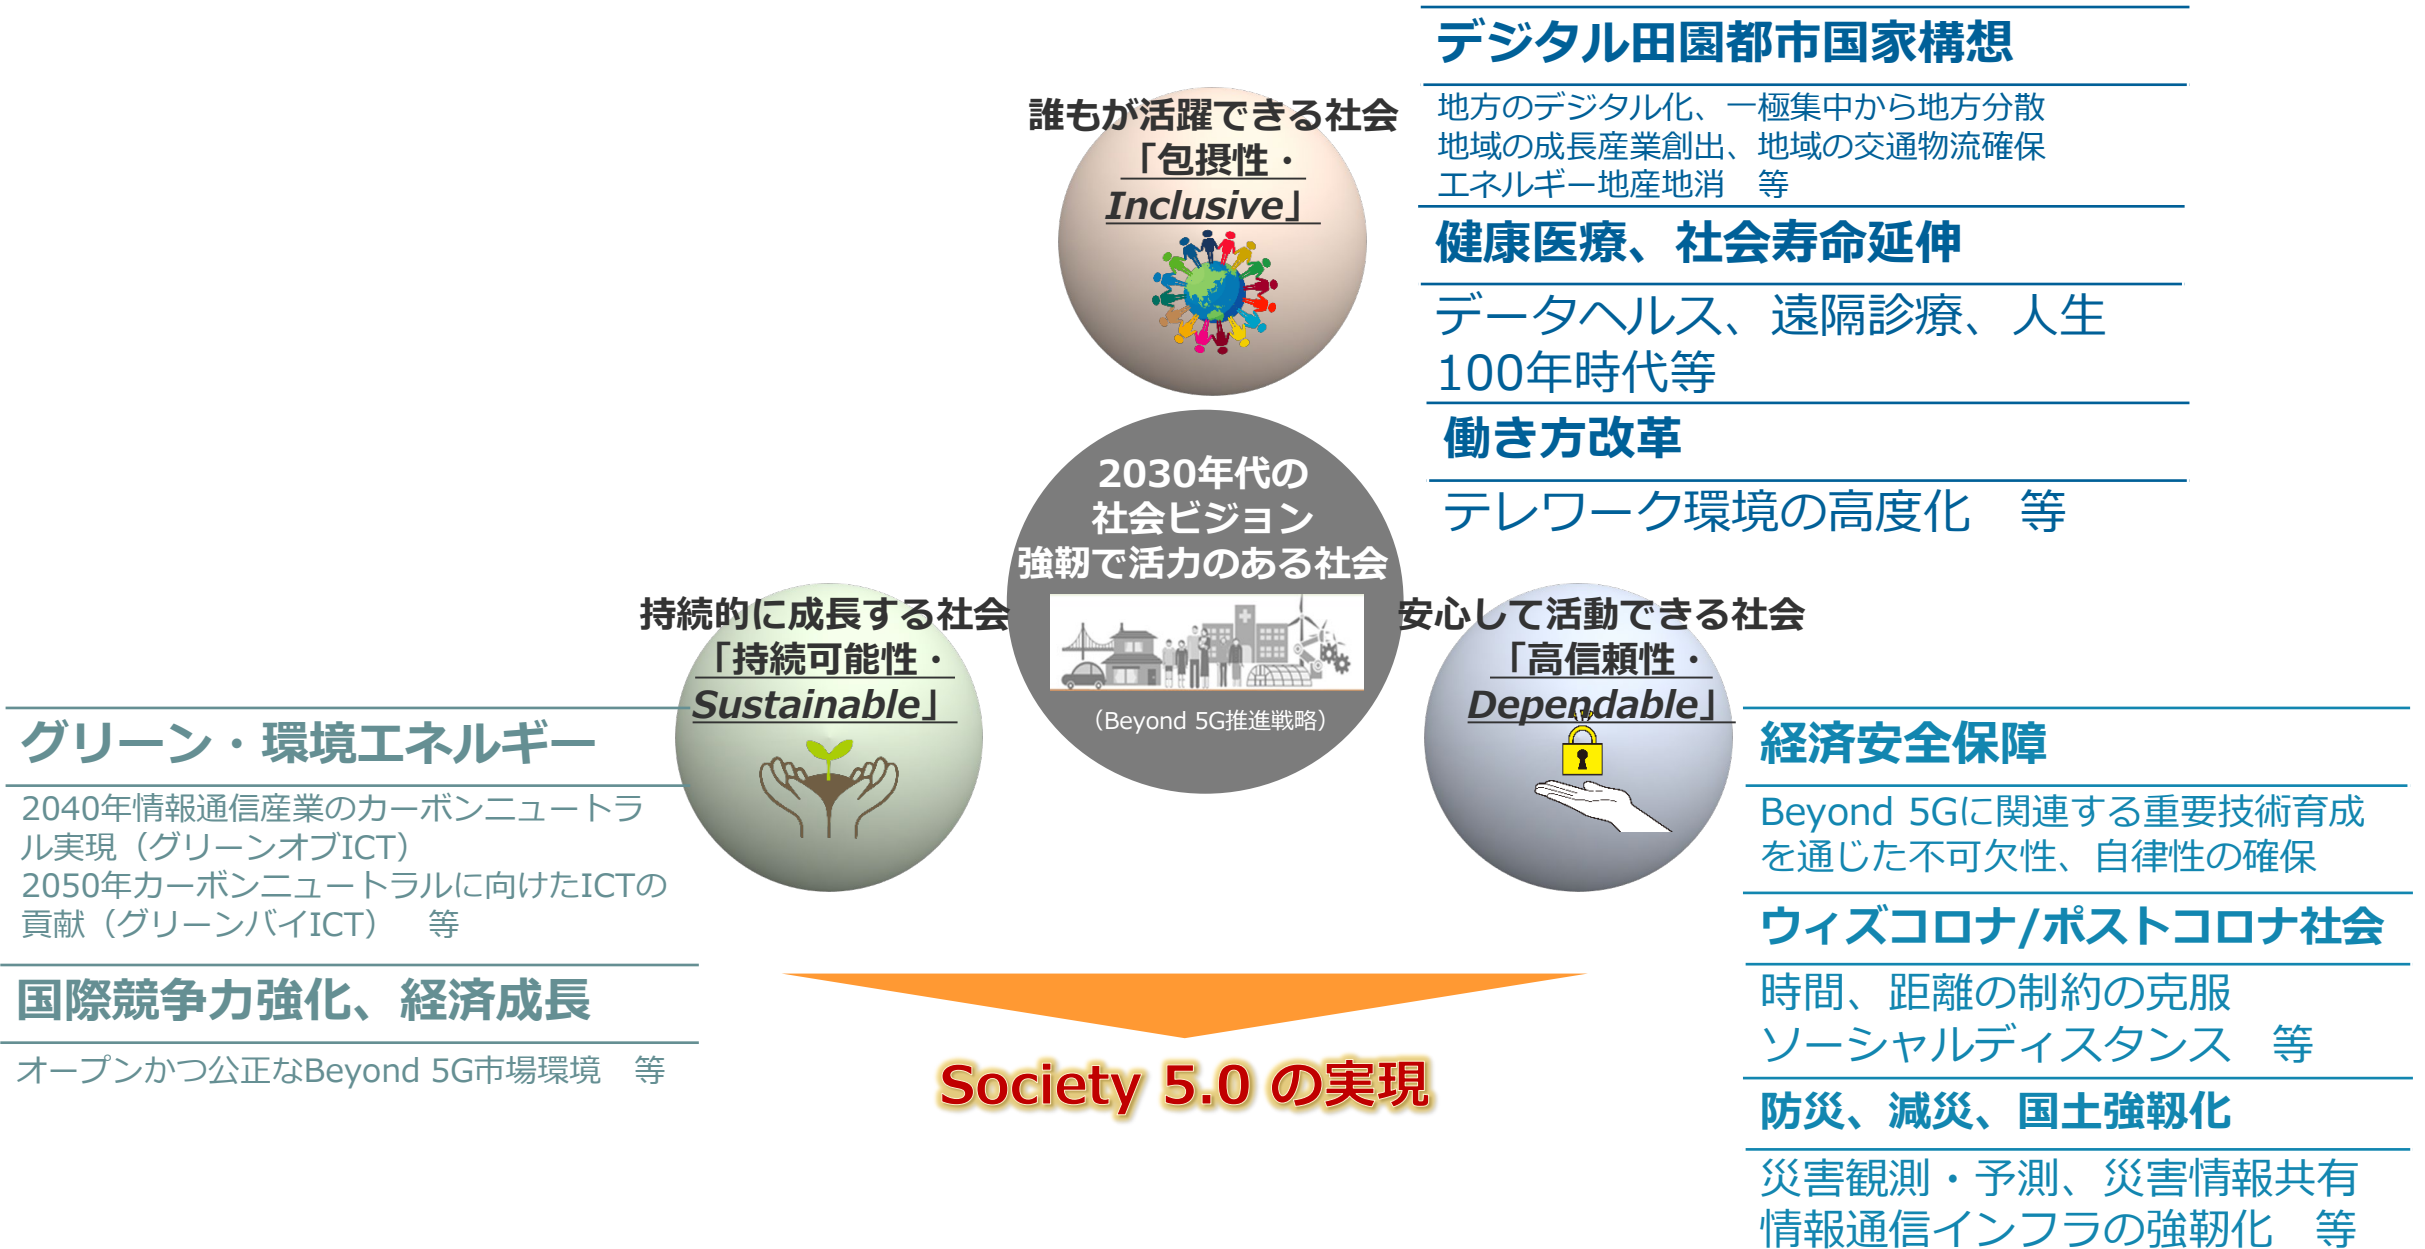 デジタル田園都市国家構想
地方のデジタル化、一極集中から地方分散
地域の成長産業創出、地域の交通物流確保
エネルギー地産地消　等
健康医療、社会寿命延伸
データヘルス、遠隔診療、人生
100年時代等
働き方改革
テレワーク環境の高度化　等
誰もが活躍できる社会
「包摂性・
Inclusive」
2030年代の
社会ビジョン
強靭で活力のある社会
（Beyond 5G推進戦略）
持続的に成長する社会
「持続可能性・
Sustainable」
安心して活動できる社会
「高信頼性・
Dependable」
グリーン・環境エネルギー
2040年情報通信産業のカーボンニュートラ
ル実現（グリーンオブICT）
2050年カーボンニュートラルに向けたICTの
貢献（グリーンバイICT）　等
国際競争力強化、経済成長
オープンかつ公正なBeyond 5G市場環境　等
経済安全保障
Beyond 5Gに関連する重要技術育成
を通じた不可欠性、自律性の確保
ウィズコロナ/ポストコロナ社会
時間、距離の制約の克服
ソーシャルディスタンス　等
防災、減災、国土強靱化
災害観測・予測、災害情報共有
情報通信インフラの強靭化　等
Society 5.0 の実現